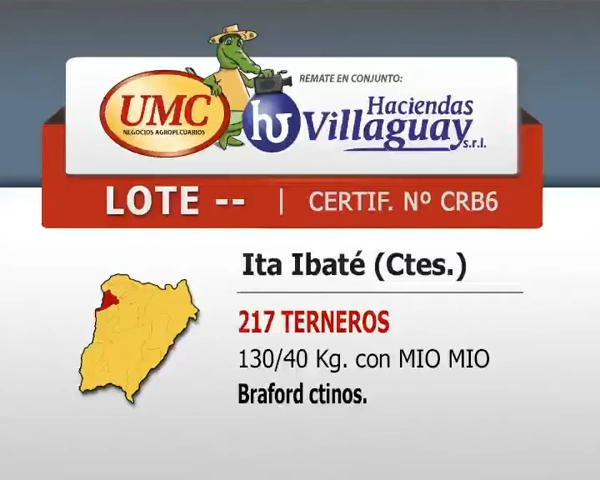 REMATE EN CONJUNTO:
UMC
NEGOCIOS AGROPECUARIOS
hv Haciendas
Villaguay s.r.l.
LOTE -- | CERTIF. Nº CRB6
Ita Ibaté (Ctes.)
217 TERNEROS
130/40 Kg. con MIO MIO
Braford ctinos.